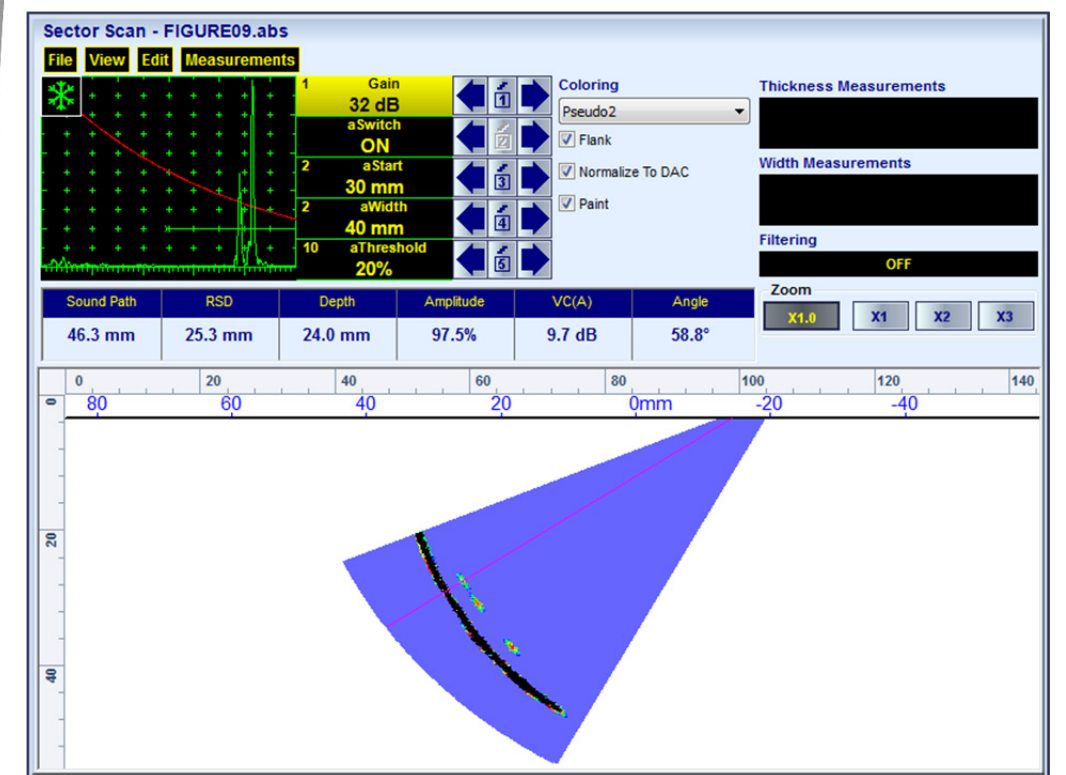 Sector Scan - FIGURE09.abs
File View Edit Measurements
1 Gain
32 dB
1
aSwitch
ON
2
2 aStart
30 mm
3
2 aWidth
40 mm
4
10 aThreshold
20%
5
Coloring
Pseudo2
Flank
Normalize To DAC
Paint
Thickness Measurements
Width Measurements
Filtering
OFF
Zoom
X1.0 X1 X2 X3
Sound Path RSD Depth Amplitude VC(A) Angle
46.3 mm 25.3 mm 24.0 mm 97.5% 9.7 dB 58.8°
0 20 40 60 80 100 120 140
0 80 60 40 20 0mm -20 -40
20
40